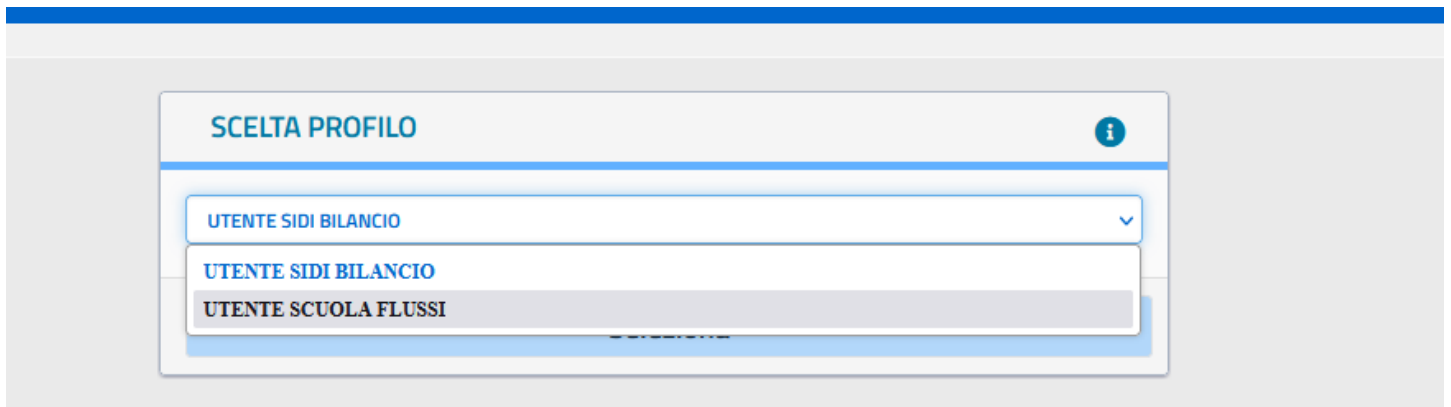 SCELTA PROFILO
UTENTE SIDI BILANCIO
UTENTE SIDI BILANCIO
UTENTE SCUOLA FLUSSI